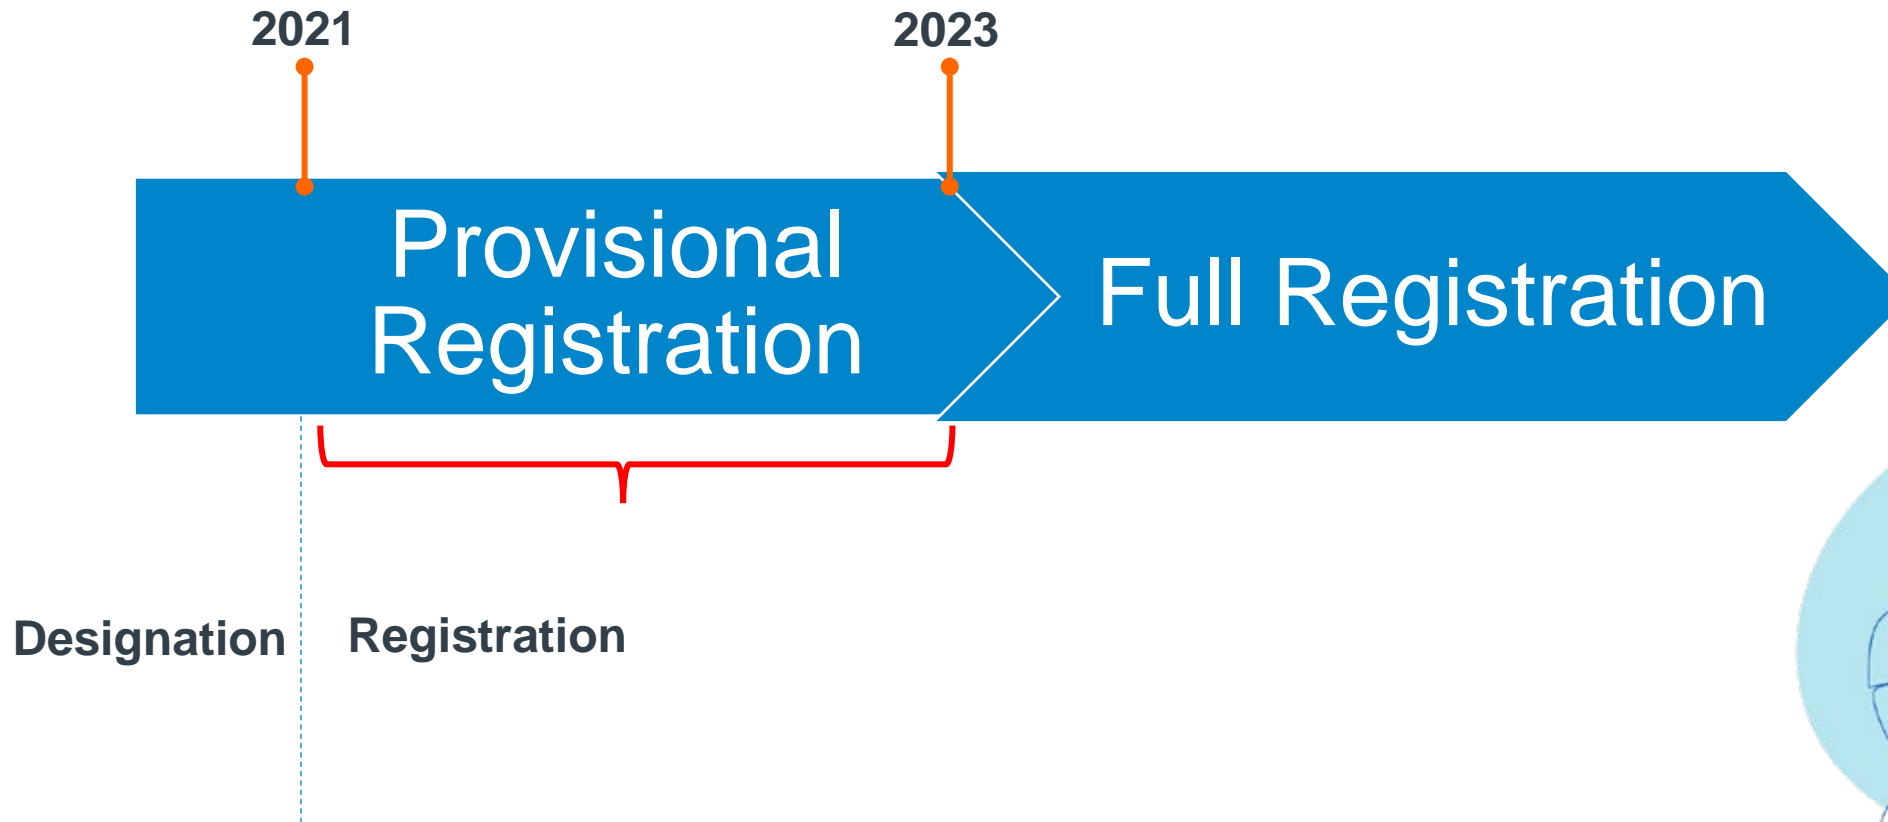 2021
2023
Provisional
Registration
Full Registration
Designation
Registration